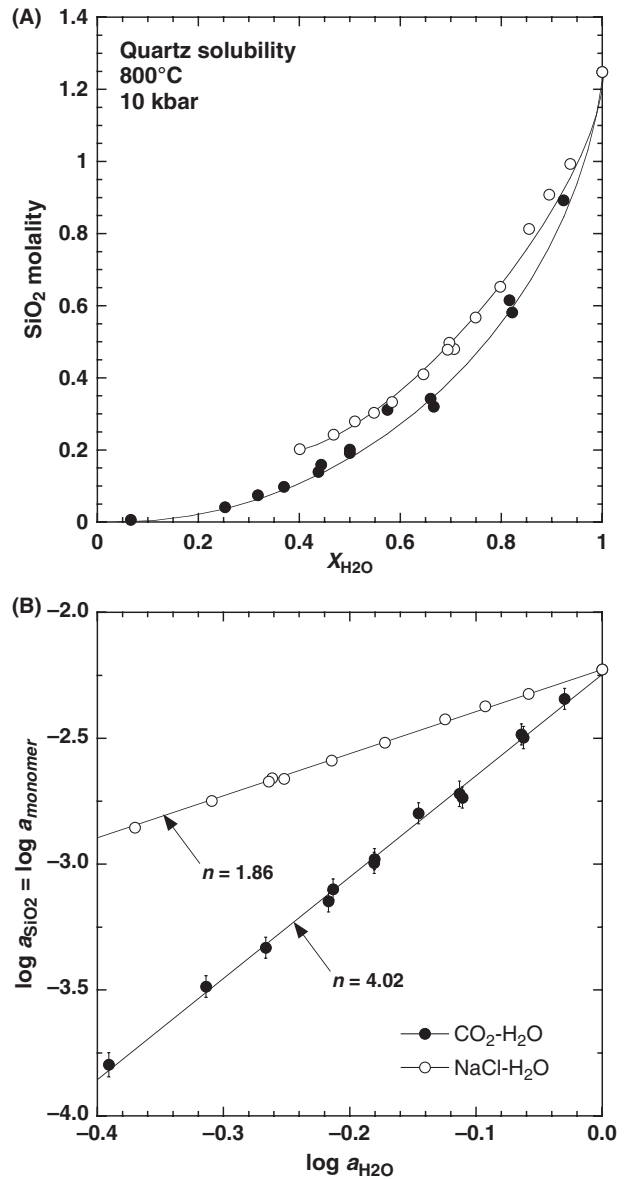 (A)
Quartz solubility
800°C
10 kbar
SiO2 molality
1.4
1.2
1
0.8
0.6
0.4
0.2
0
0 0.2 0.4 0.6 0.8 1
XH2O
(B)
log aSiO2 = log amonomer
−2.0
−2.5
−3.0
−3.5
−4.0
n = 1.86
n = 4.02
CO2-H2O
NaCl-H2O
−0.4 −0.3 −0.2 −0.1 0.0
log aH2O